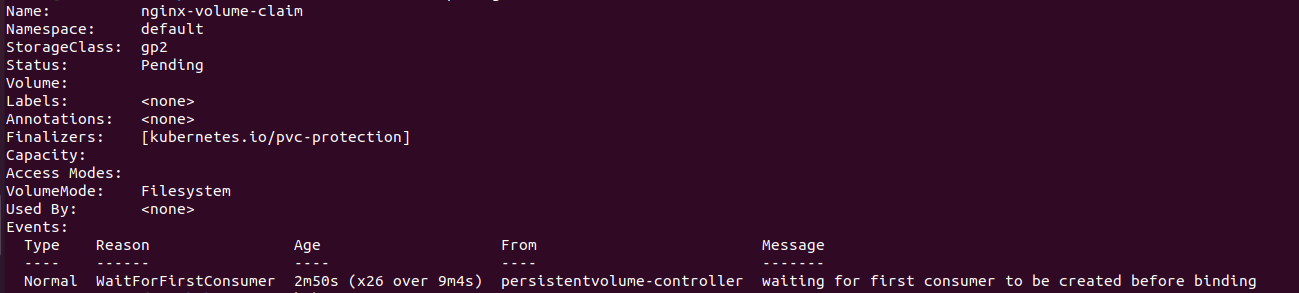 Name: nginx-volume-claim
Namespace: default
StorageClass: gp2
Status: Pending
Volume:
Labels: <none>
Annotations: <none>
Finalizers: [kubernetes.io/pvc-protection]
Capacity:
Access Modes:
VolumeMode: Filesystem
Used By: <none>
Events:
Type Reason Age From Message
---- ------ ---- ---- -------
Normal WaitForFirstConsumer 2m50s (x26 over 9m4s) persistentvolume-controller waiting for first consumer to be created before binding